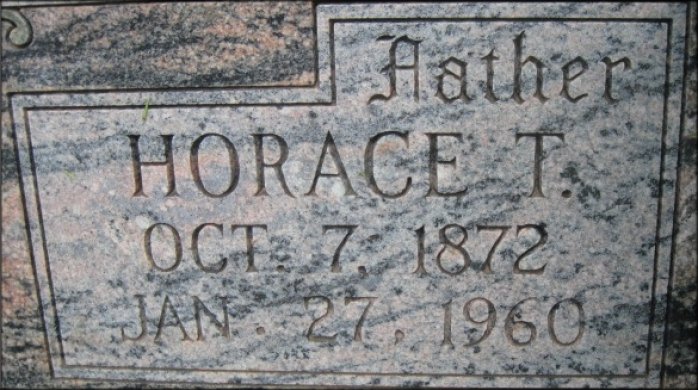 Father
HORACE T.
OCT. 7, 1872
JAN. 27, 1960